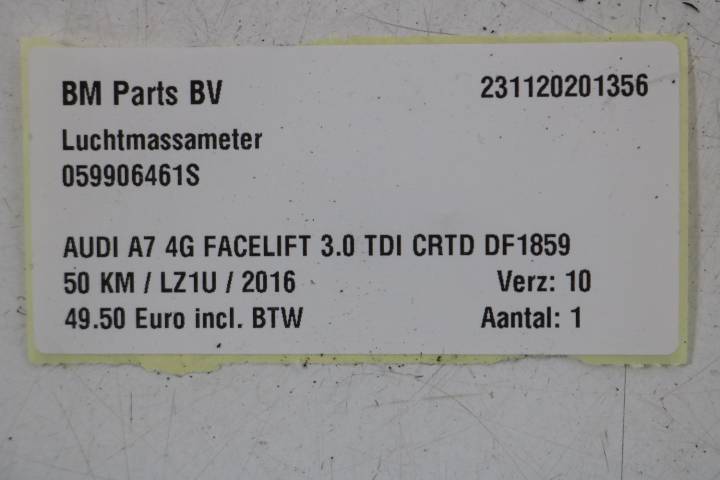 BM Parts BV 231120201356
Luchtmassameter
059906461S
AUDI A7 4G FACELIFT 3.0 TDI CRTD DF1859
50 KM / LZ1U / 2016 Verz: 10
49.50 Euro incl. BTW Aantal: 1